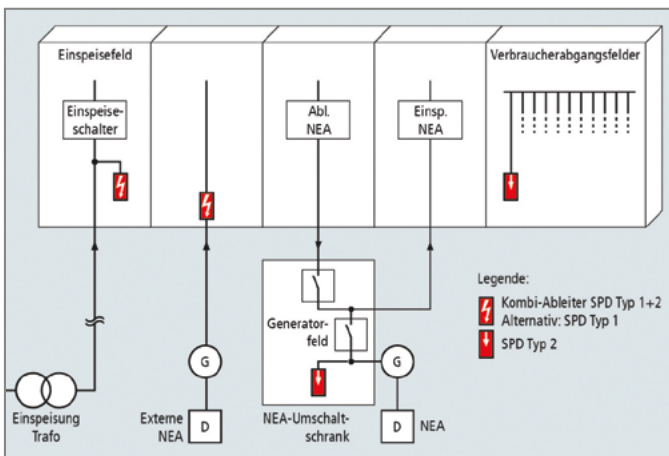 Einspeisefeld
Verbraucherabgangsfelder
Einspeise-
schalter
Abl.
NEA
Einsp.
NEA
Legende:
Kombi-Ableiter SPD Typ 1+2
Alternativ: SPD Typ 1
SPD Typ 2
Generator-
feld
G
G
Einspeisung
Trafo
Externe
NEA
D
NEA-Umschalt-
schrank
D
NEA